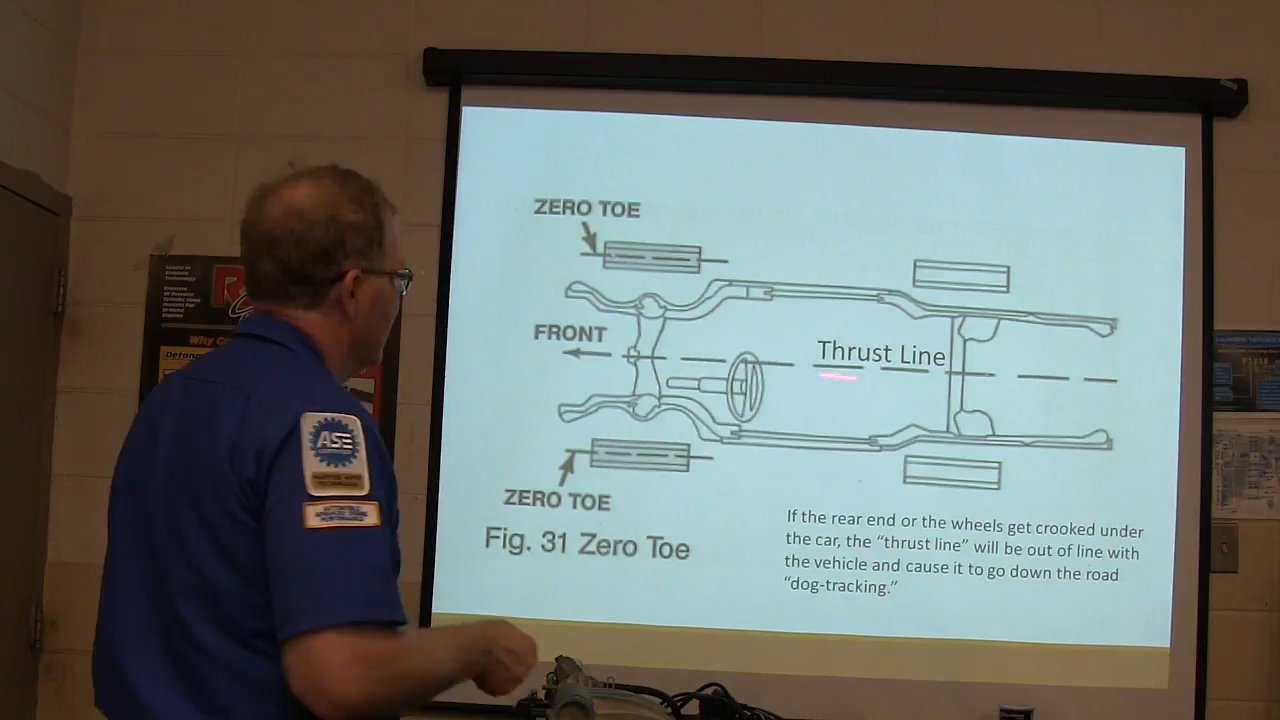 ZERO TOE
FRONT
Thrust Line
ZERO TOE
Fig. 31 Zero Toe
If the rear end or the wheels get crooked under
the car, the “thrust line” will be out of line with
the vehicle and cause it to go down the road
“dog-tracking.”
ASE
Why